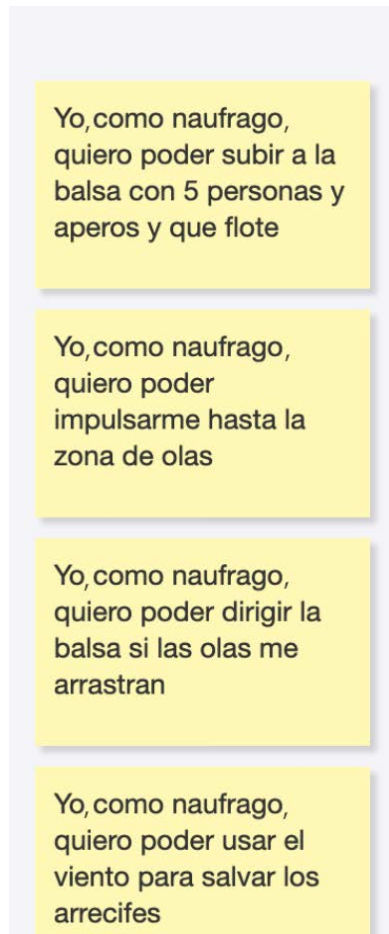 Yo,como naufrago,
quiero poder subir a la
balsa con 5 personas y
aperos y que flote
Yo,como naufrago,
quiero poder
impulsarme hasta la
zona de olas
Yo,como naufrago,
quiero poder dirigir la
balsa si las olas me
arrastran
Yo,como naufrago,
quiero poder usar el
viento para salvar los
arrecifes